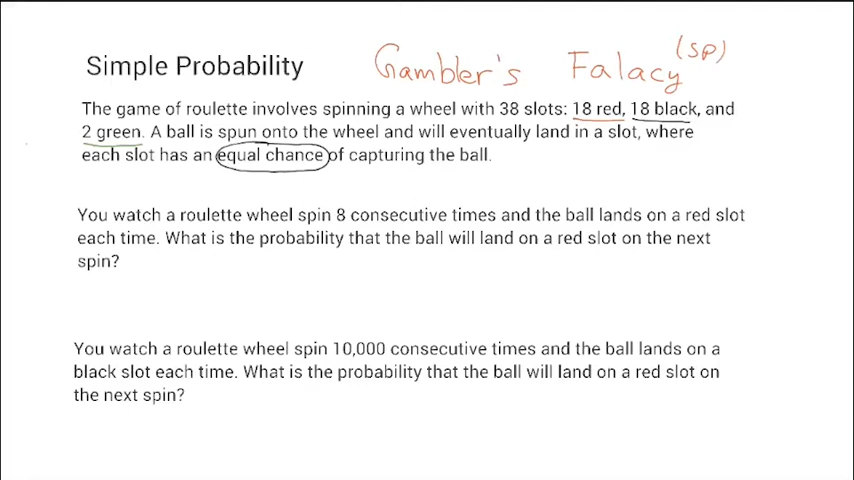 Simple Probability Gambler's Falacy (sp)
The game of roulette involves spinning a wheel with 38 slots: 18 red, 18 black, and
2 green. A ball is spun onto the wheel and will eventually land in a slot, where
each slot has an equal chance of capturing the ball.
You watch a roulette wheel spin 8 consecutive times and the ball lands on a red slot
each time. What is the probability that the ball will land on a red slot on the next
spin?
You watch a roulette wheel spin 10,000 consecutive times and the ball lands on a
black slot each time. What is the probability that the ball will land on a red slot on
the next spin?